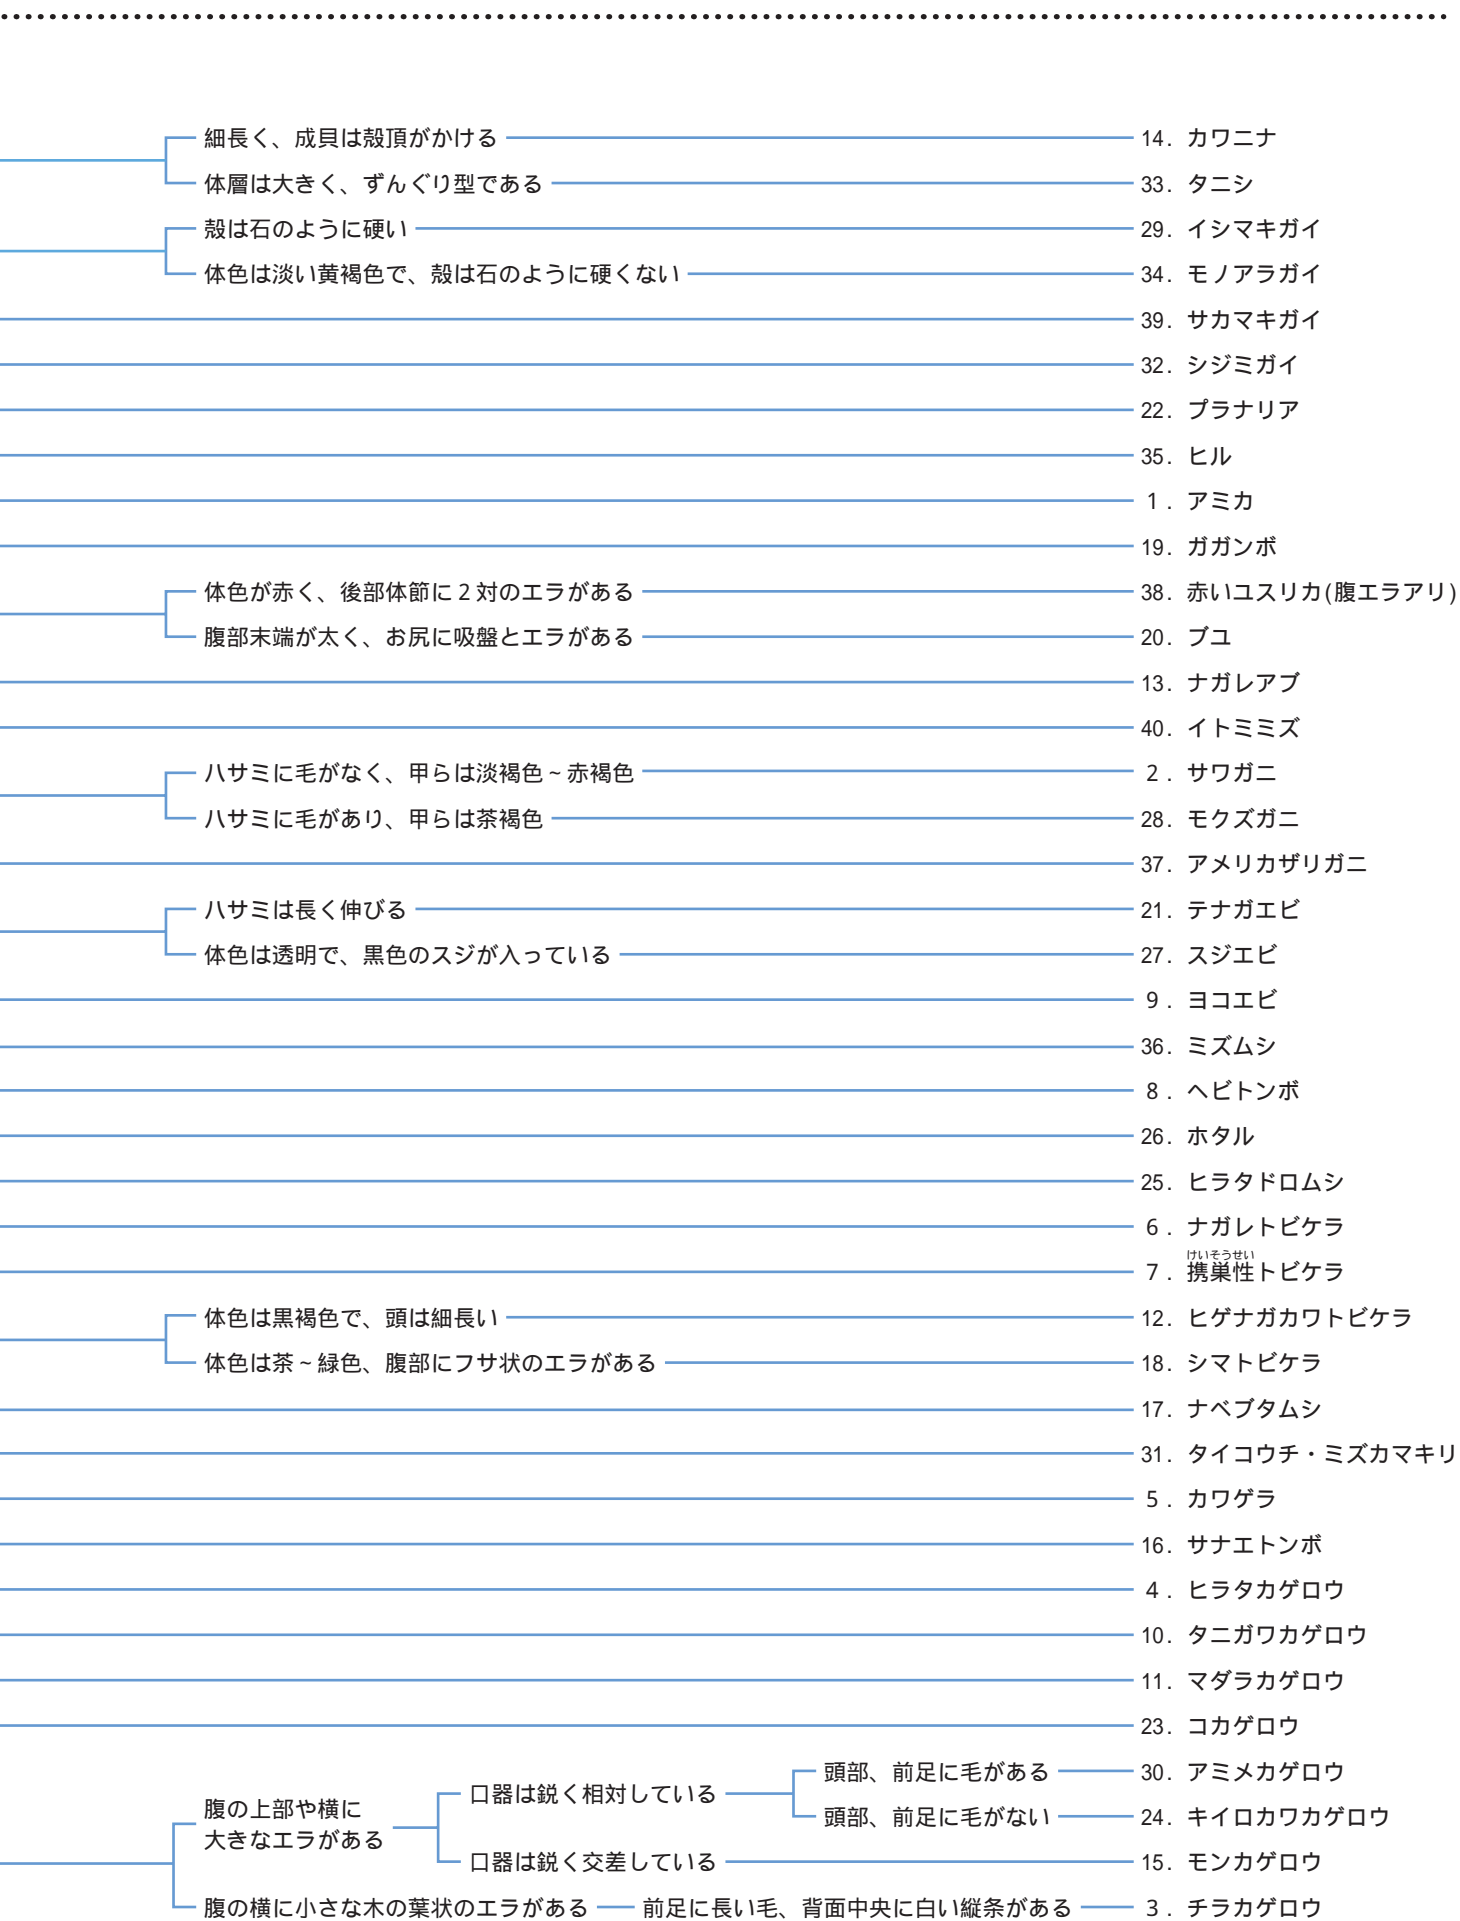 細長く、成貝は殻頂がかける 14．カワニナ
体層は大きく、ずんぐり型である 33．タニシ
殻は石のように硬い 29．イシマキガイ
体色は淡い黄褐色で、殻は石のように硬くない 34．モノアラガイ
39．サカマキガイ
32．シジミガイ
22．プラナリア
35．ヒル
1．アミカ
19．ガガンボ
体色が赤く、後部体節に２対のエラがある 38．赤いユスリカ(腹エラアリ)
腹部末端が太く、お尻に吸盤とエラがある 20．ブユ
13．ナガレアブ
40．イトミミズ
ハサミに毛がなく、甲らは淡褐色～赤褐色 2．サワガニ
ハサミに毛があり、甲らは茶褐色 28．モクズガニ
37．アメリカザリガニ
ハサミは長く伸びる 21．テナガエビ
体色は透明で、黒色のスジが入っている 27．スジエビ
9．ヨコエビ
36．ミズムシ
8．ヘビトンボ
26．ホタル
25．ヒラタドロムシ
6．ナガレトビケラ
けいそうせい
7．携巣性トビケラ
体色は黒褐色で、頭は細長い 12．ヒゲナガカワトビケラ
体色は茶～緑色、腹部にフサ状のエラがある 18．シマトビケラ
17．ナベブタムシ
31．タイコウチ・ミズカマキリ
5．カワゲラ
16．サナエトンボ
4．ヒラタカゲロウ
10．タニガワカゲロウ
11．マダラカゲロウ
23．コカゲロウ
頭部、前足に毛がある 30．アミメカゲロウ
口器は鋭く相対している
腹の上部や横に
頭部、前足に毛がない 24．キイロカワカゲロウ
大きなエラがある
口器は鋭く交差している 15．モンカゲロウ
腹の横に小さな木の葉状のエラがある 前足に長い毛、背面中央に白い縦条がある 3．チラカゲロウ